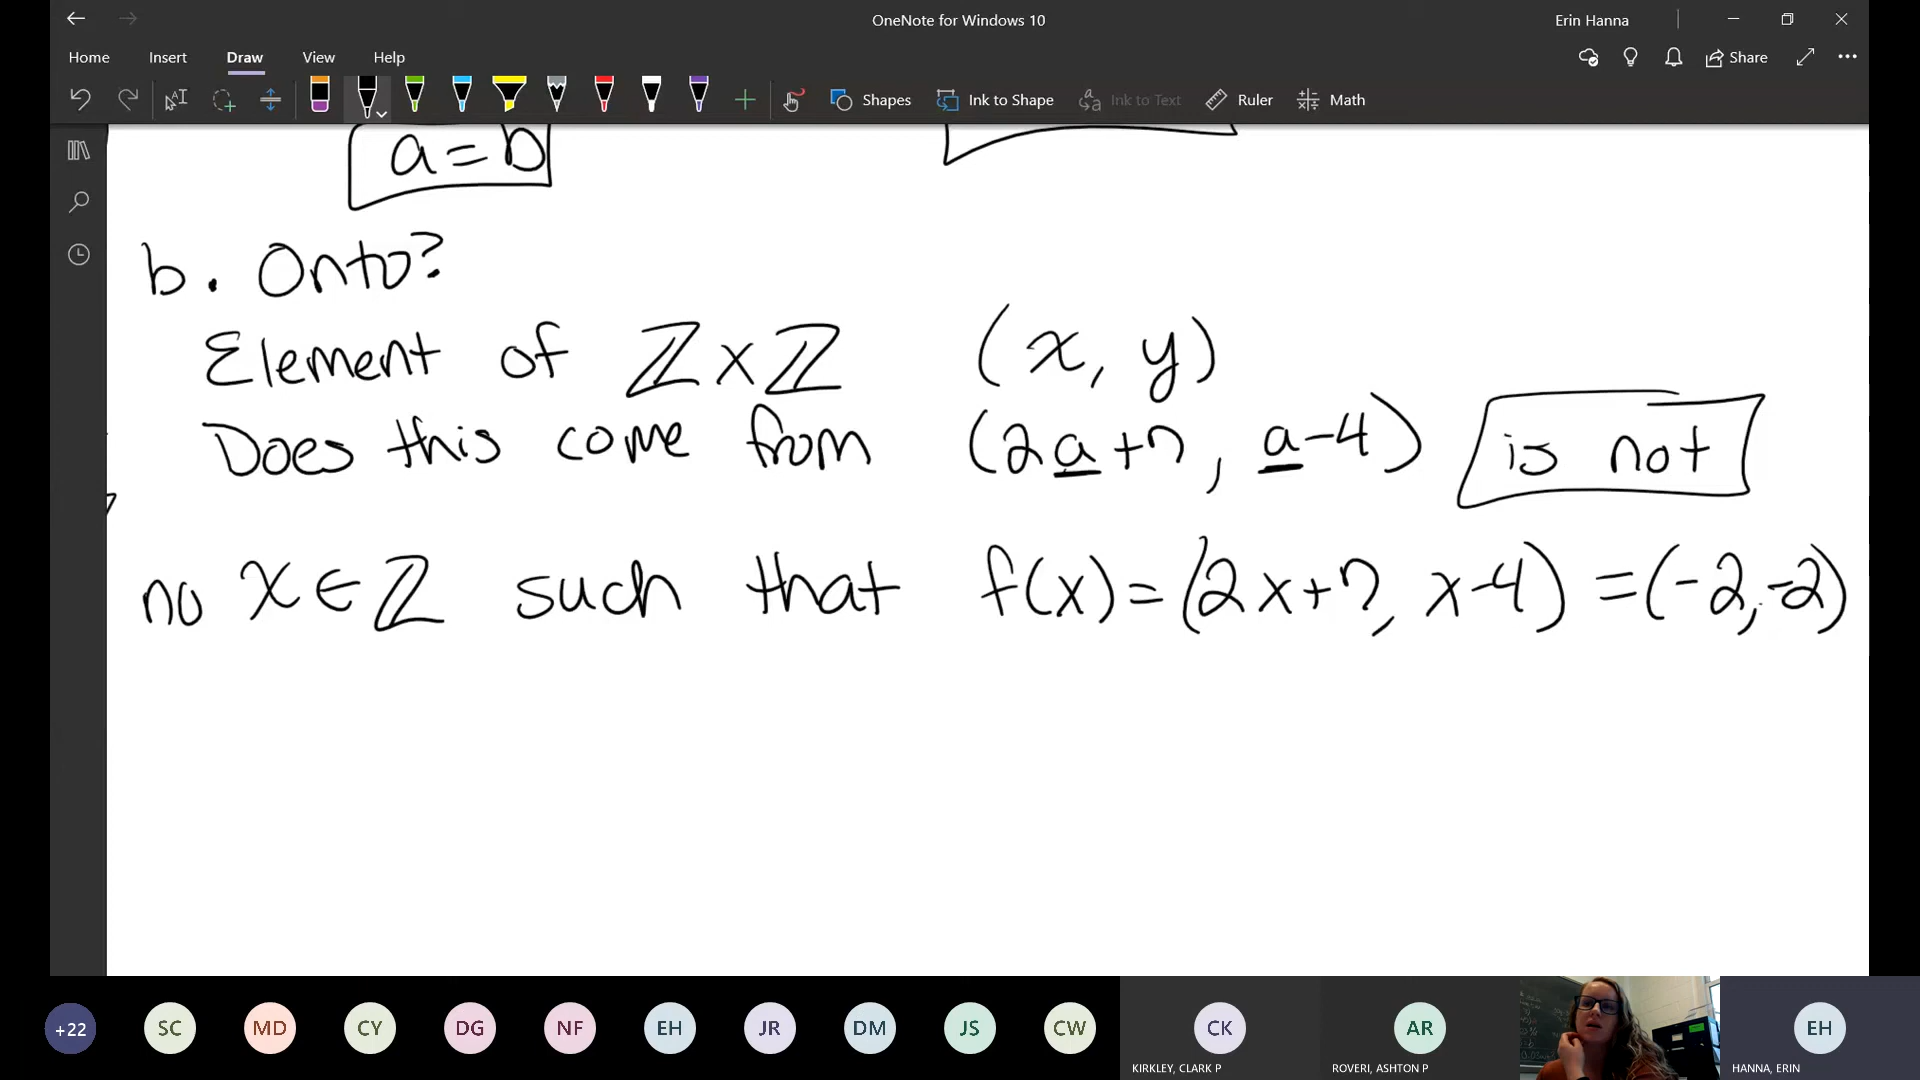 OneNote for Windows 10
Erin Hanna
Home Insert Draw View Help
Share
Shapes Ink to Shape Ink to Text Ruler Math
a=b
b. Onto?
Element of ℤ×ℤ (x, y)
Does this come from (2a+7, a-4) is not
no x∈ℤ such that f(x)=(2x+7, x-4)=(-2,-2)
+22 SC MD CY DG NF EH JR DM JS CW CK AR EH
KIRKLEY, CLARK P ROVERI, ASHTON P HANNA, ERIN